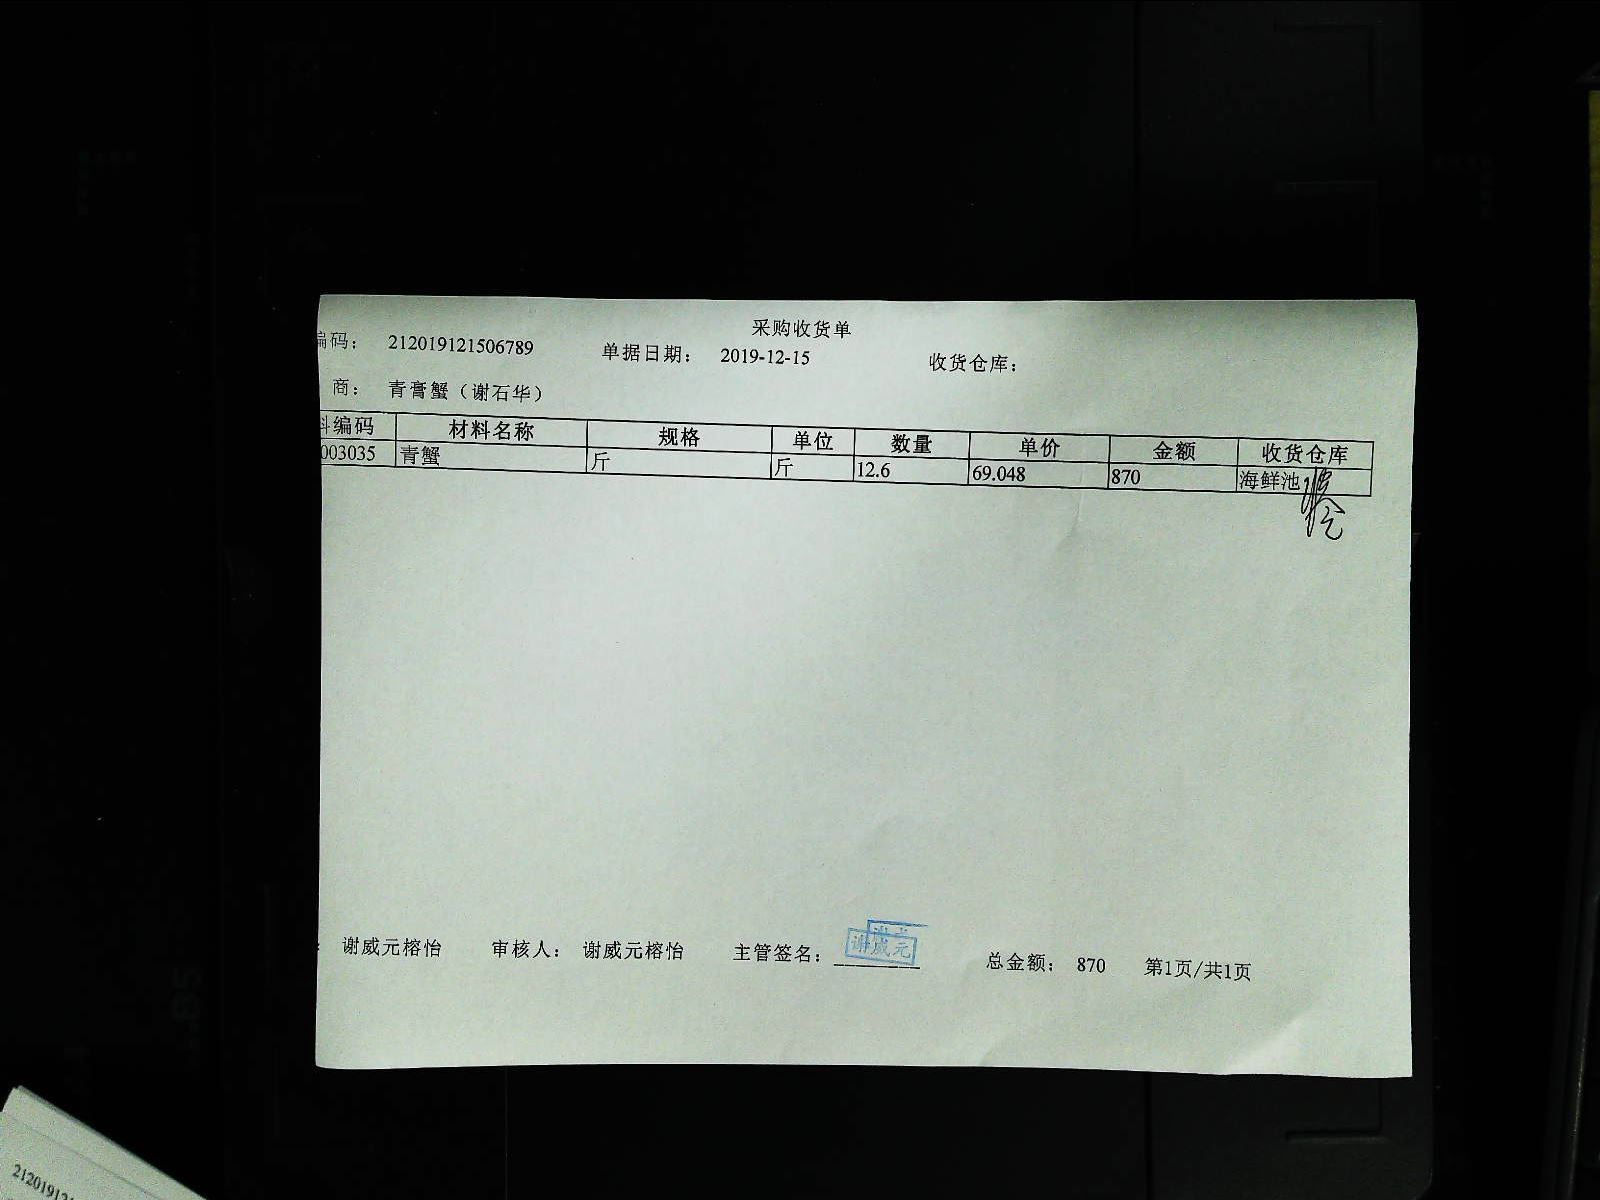 采购收货单
编码： 212019121506789 单据日期： 2019-12-15 收货仓库：
商： 青膏蟹（谢石华）
料编码 材料名称 规格 单位 数量 单价 金额 收货仓库
003035 青蟹 斤 斤 12.6 69.048 870 海鲜池
： 谢威元榕怡 审核人： 谢威元榕怡 主管签名： 谢威元 总金额： 870 第1页/共1页
21201912